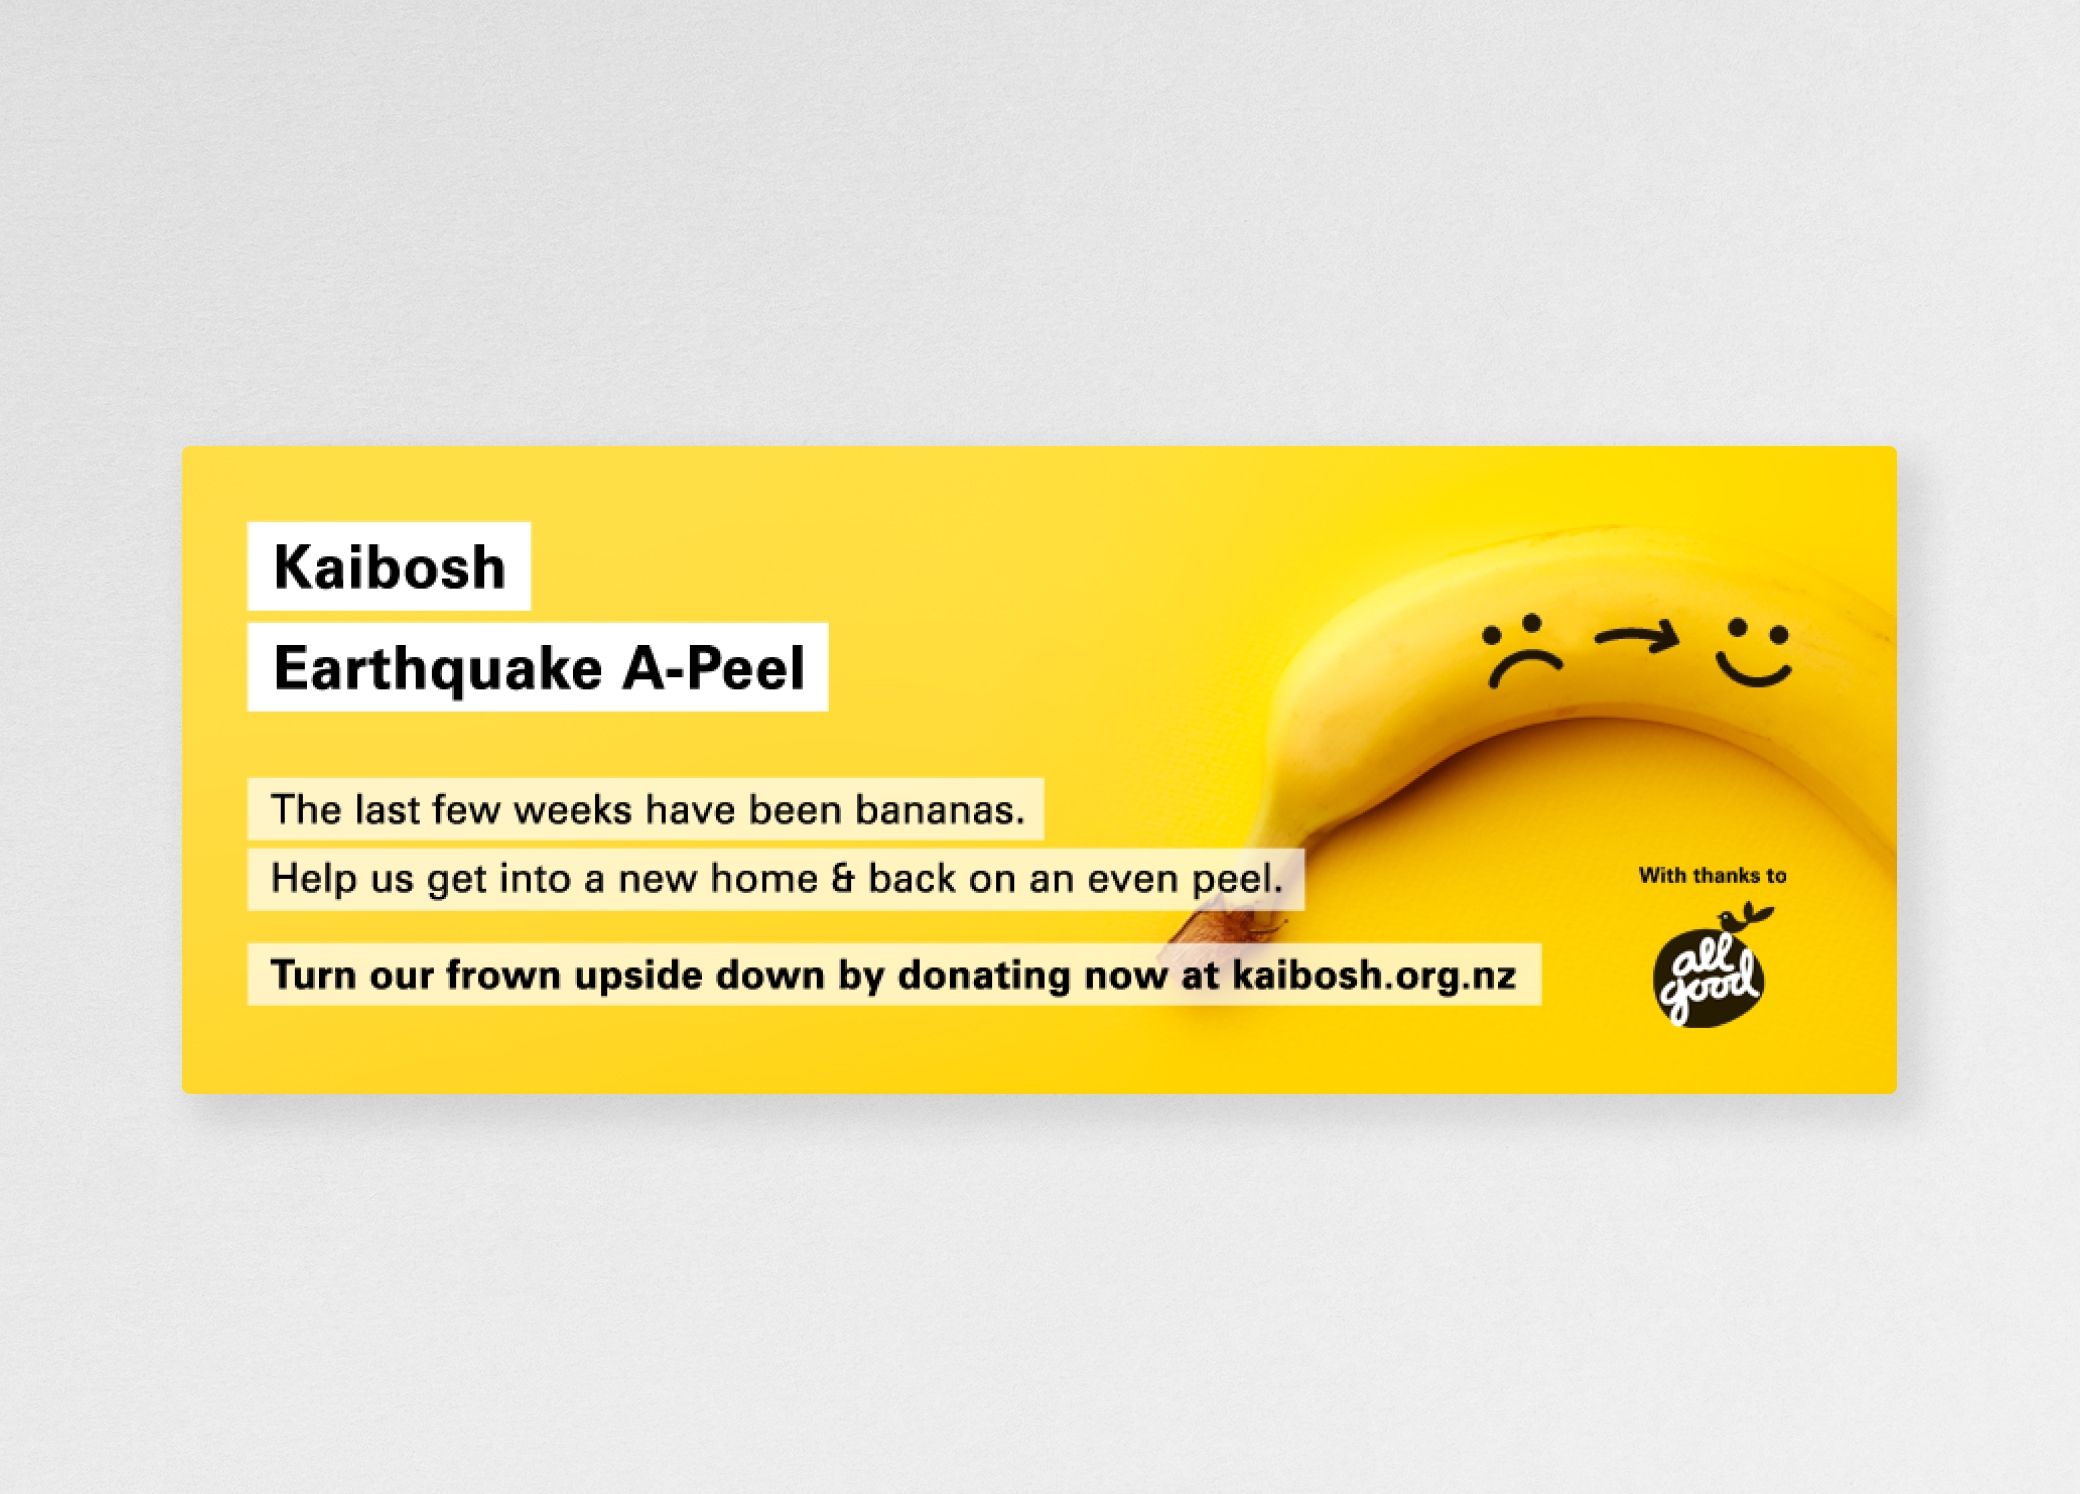 Kaibosh
Earthquake A-Peel
The last few weeks have been bananas.
Help us get into a new home & back on an even peel.
Turn our frown upside down by donating now at kaibosh.org.nz
With thanks to
all
good